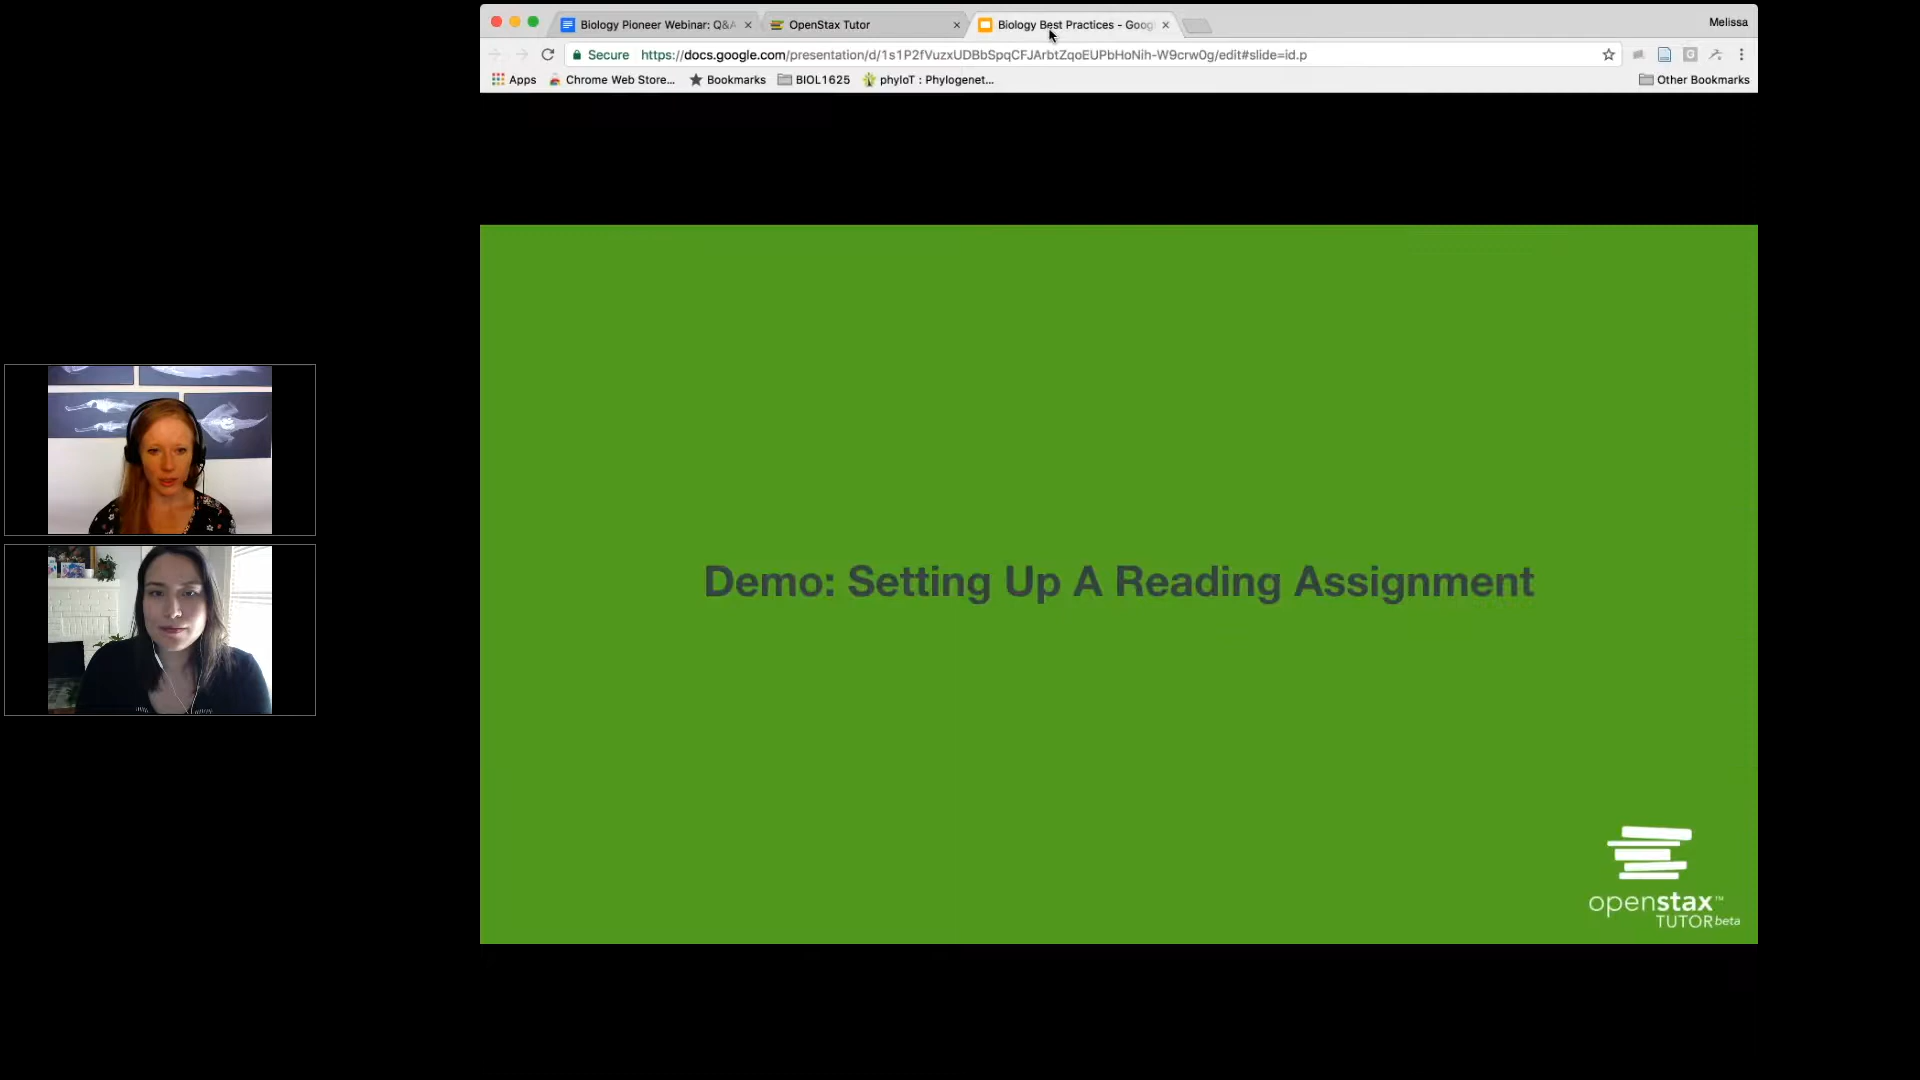 Biology Pioneer Webinar: Q&A
OpenStax Tutor
Biology Best Practices - Goog
Melissa
Secure
https://docs.google.com/presentation/d/1s1P2fVuzxUDBbSpqCFJArbtZqoEUPbHoNih-W9crw0g/edit#slide=id.p
Apps
Chrome Web Store...
Bookmarks
BIOL1625
phyloT : Phylogenet...
Other Bookmarks
Demo: Setting Up A Reading Assignment
openstax™
TUTOR beta